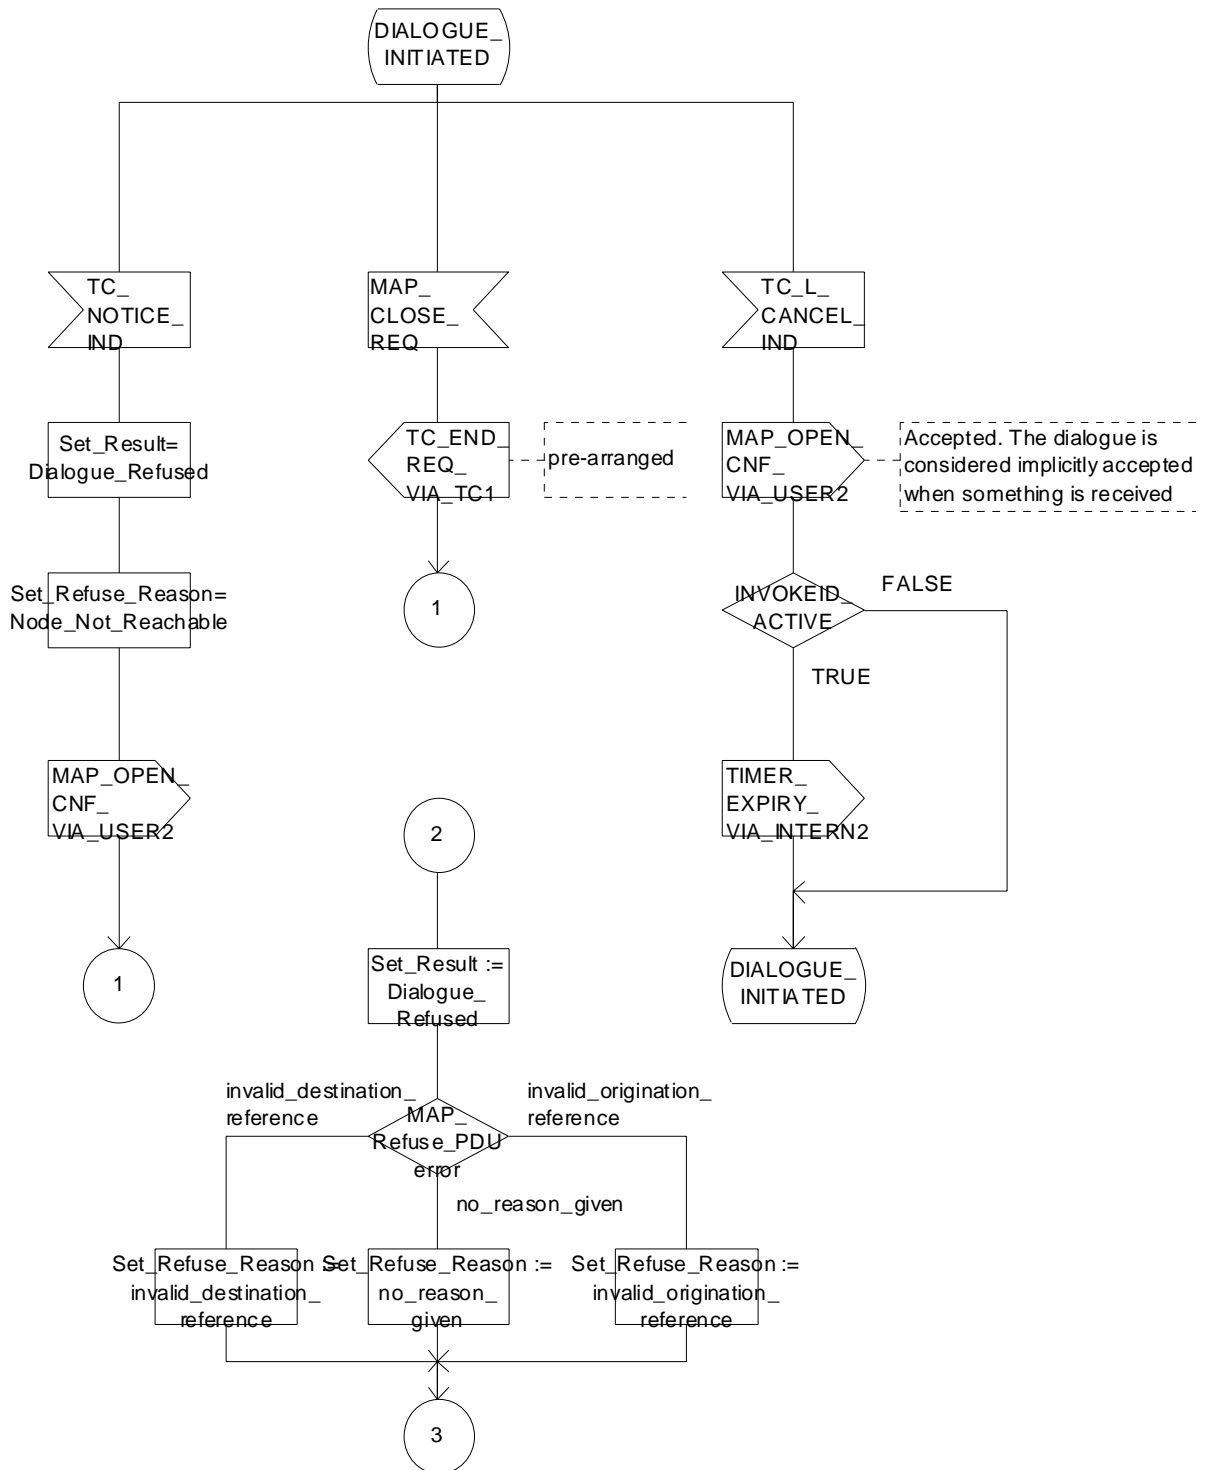 DIALOGUE_
INITIATED
TC_
NOTICE_
IND
MAP_
CLOSE_
REQ
TC_L_
CANCEL_
IND
Set_Result=
Dialogue_Refused
TC_END_
REQ_
VIA_TC1
pre-arranged
MAP_OPEN_
CNF_
VIA_USER2
Accepted. The dialogue is
considered implicitly accepted
when something is received
Set_Refuse_Reason=
Node_Not_Reachable
1
INVOKEID_
ACTIVE
FALSE
TRUE
MAP_OPEN_
CNF_
VIA_USER2
2
TIMER_
EXPIRY_
VIA_INTERN2
1
Set_Result :=
Dialogue_
Refused
DIALOGUE_
INITIATED
invalid_destination_
reference
MAP_
Refuse_PDU
error
invalid_origination_
reference
no_reason_given
Set_Refuse_Reason :=
invalid_destination_
reference
Set_Refuse_Reason :=
no_reason_
given
Set_Refuse_Reason :=
invalid_origination_
reference
3